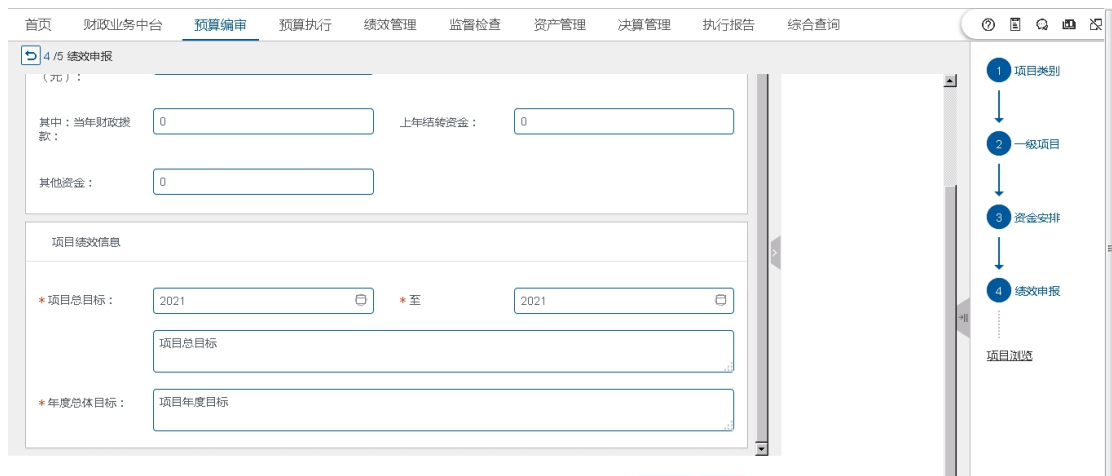 首页 财政业务中台 预算编审 预算执行 绩效管理 监督检查 资产管理 决算管理 执行报告 综合查询
4 /5 绩效申报
（元）：
其中：当年财政拨
款：
0
上年结转资金：
0
其他资金：
0
项目绩效信息
*项目总目标：
2021
*至
2021
项目总目标
*年度总体目标：
项目年度目标
1 项目类别
2 一级项目
3 资金安排
4 绩效申报
项目浏览